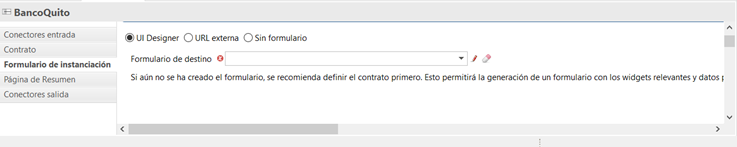 BancoQuito
Conectores entrada
Contrato
Formulario de instanciación
Página de Resumen
Conectores salida
UI Designer URL externa Sin formulario
Formulario de destino
Si aún no se ha creado el formulario, se recomienda definir el contrato primero. Esto permitirá la generación de un formulario con los widgets relevantes y datos